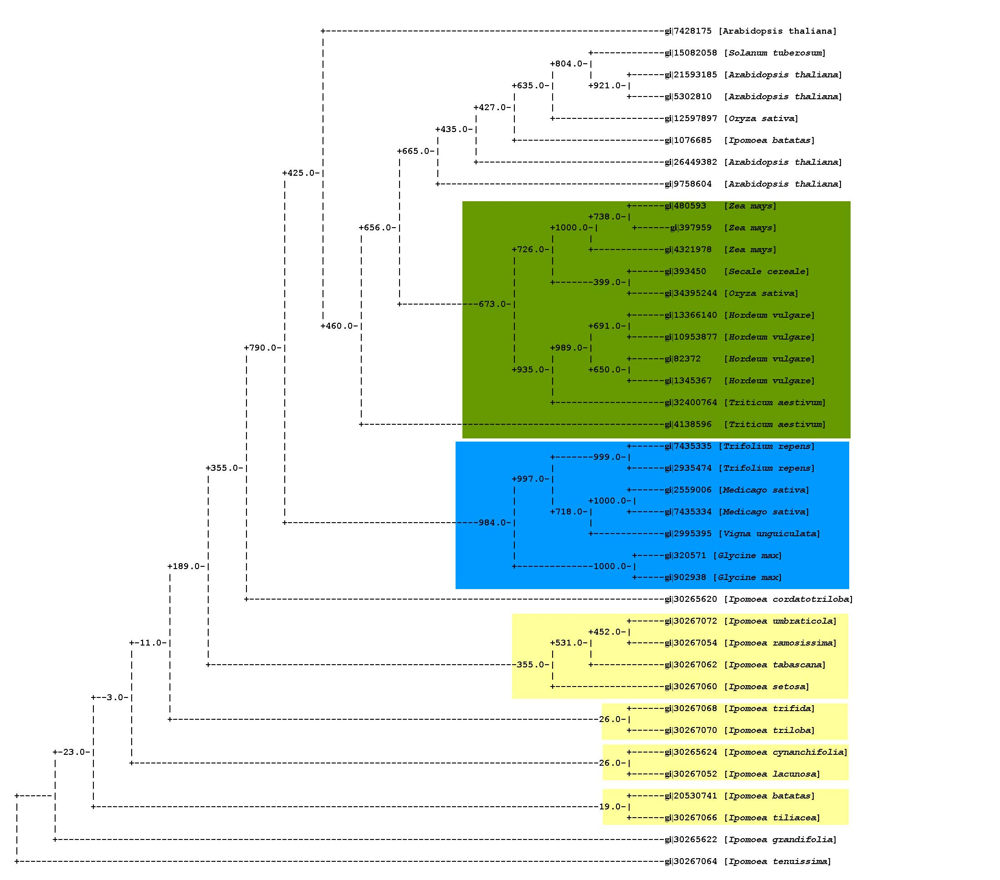 gi|7428175 [Arabidopsis thaliana]
gi|15082058 [Solanum tuberosum]
+804.0-|
gi|21593185 [Arabidopsis thaliana]
+635.0-| +921.0-|
gi|5302810 [Arabidopsis thaliana]
+427.0-|
gi|12597897 [Oryza sativa]
+435.0-|
gi|1076685 [Ipomoea batatas]
+665.0-|
gi|26449382 [Arabidopsis thaliana]
+425.0-|
gi|9758604 [Arabidopsis thaliana]
gi|480593 [Zea mays]
+738.0-|
+656.0-| +1000.0-| gi|397959 [Zea mays]
+726.0-| gi|4321978 [Zea mays]
gi|393450 [Secale cereale]
399.0-|
gi|34395244 [Oryza sativa]
673.0-|
gi|13366140 [Hordeum vulgare]
+460.0-| +691.0-|
gi|10953877 [Hordeum vulgare]
+790.0-| +989.0-|
gi|82372 [Hordeum vulgare]
+935.0-| +650.0-|
gi|1345367 [Hordeum vulgare]
gi|32400764 [Triticum aestivum]
gi|4138596 [Triticum aestivum]
gi|7435335 [Trifolium repens]
999.0-|
+355.0-| gi|2935474 [Trifolium repens]
+997.0-|
gi|2559006 [Medicago sativa]
+1000.0-|
+718.0-| gi|7435334 [Medicago sativa]
984.0-|
gi|2995395 [Vigna unguiculata]
gi|320571 [Glycine max]
+189.0-| 1000.0-|
gi|902938 [Glycine max]
gi|30265620 [Ipomoea cordatotriloba]
gi|30267072 [Ipomoea umbraticola]
+452.0-|
+-11.0-| +531.0-| gi|30267054 [Ipomoea ramosissima]
355.0-| gi|30267062 [Ipomoea tabascana]
gi|30267060 [Ipomoea setosa]
+--3.0-|
gi|30267068 [Ipomoea trifida]
26.0-|
gi|30267070 [Ipomoea triloba]
+-23.0-| gi|30265624 [Ipomoea cynanchifolia]
26.0-|
gi|30267052 [Ipomoea lacunosa]
gi|20530741 [Ipomoea batatas]
19.0-|
gi|30267066 [Ipomoea tiliacea]
gi|30265622 [Ipomoea grandifolia]
gi|30267064 [Ipomoea tenuissima]